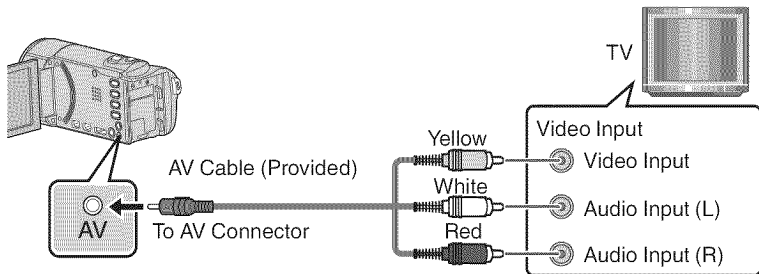 TV
Video Input
Yellow
Video Input
AV Cable (Provided)
White
Audio Input (L)
AV
To AV Connector
Red
Audio Input (R)